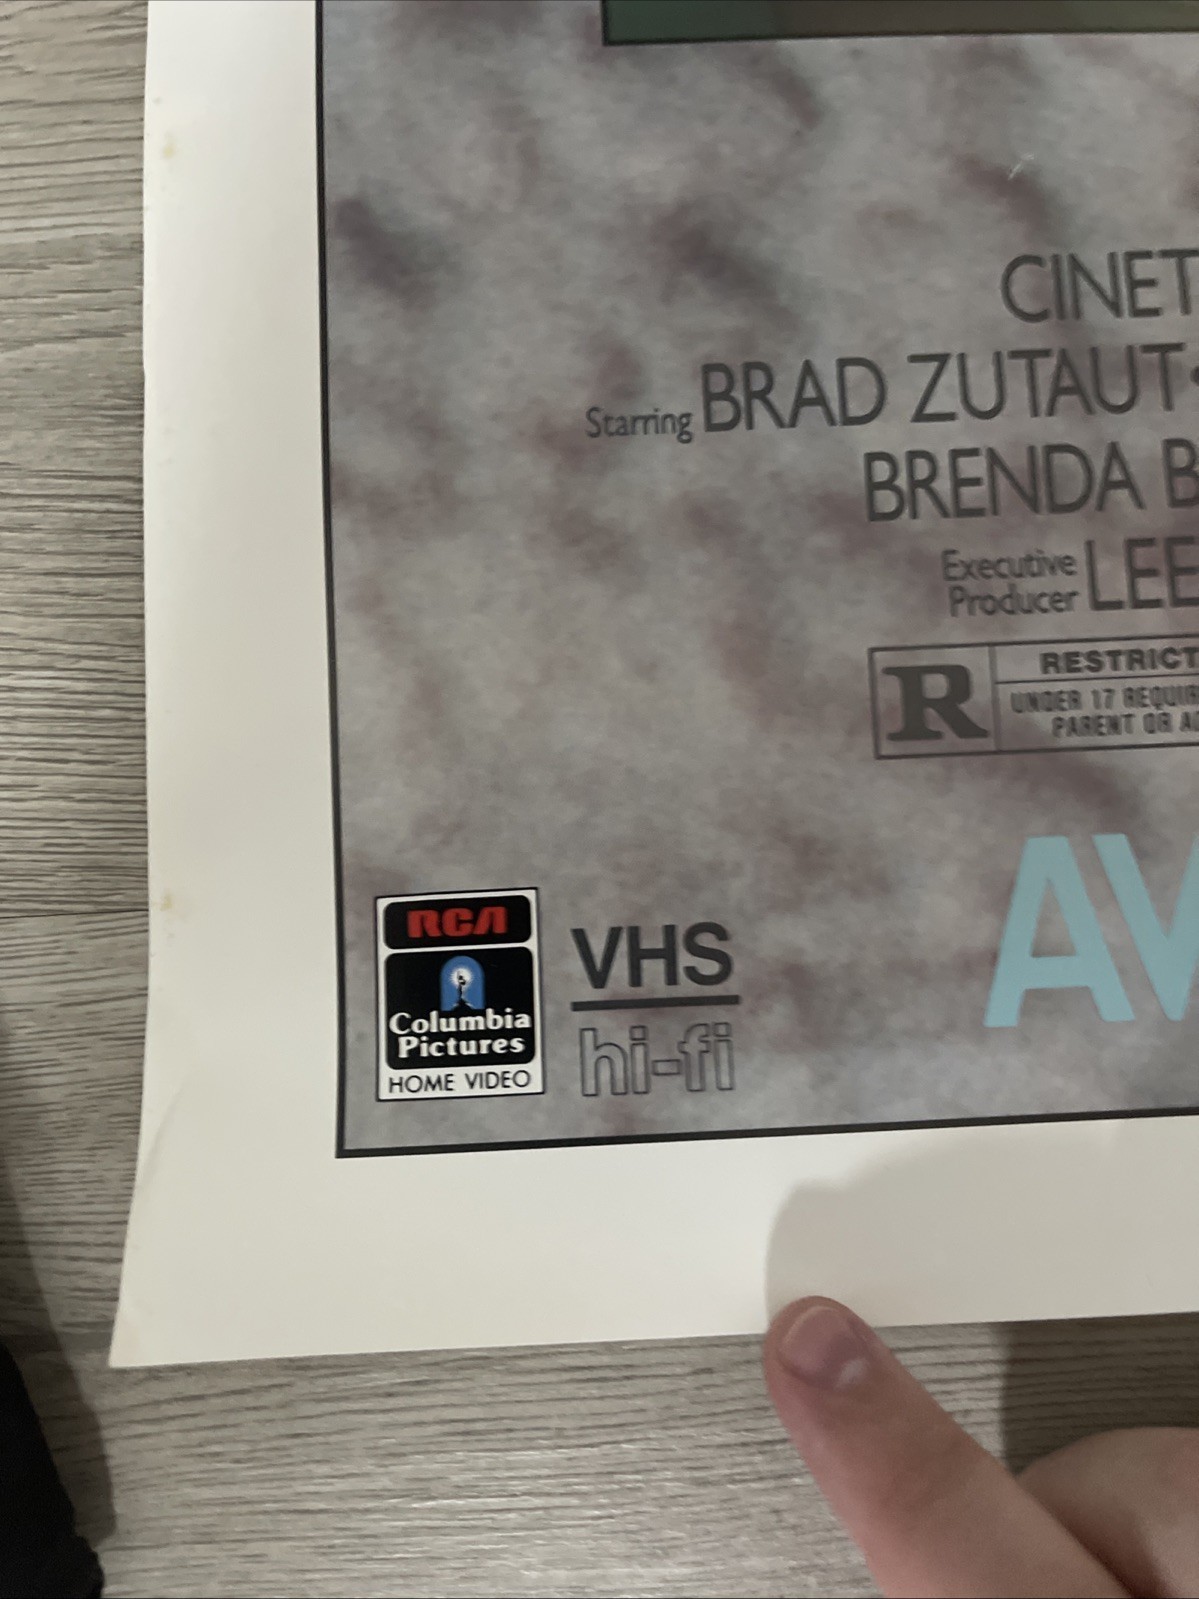 CINET
Starring BRAD ZUTAUT
BRENDA B
Executive
Producer LEE
R
RESTRICT
UNDER 17 REQUIR
PARENT OR A
AV
RCA
Columbia
Pictures
HOME VIDEO
VHS
hi-fi